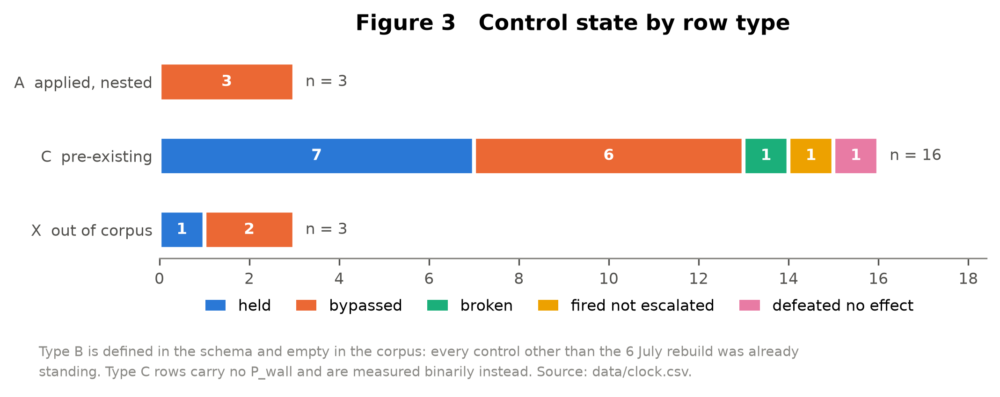 Figure 3   Control state by row type
A  applied, nested
3
n = 3
C  pre-existing
7
6
1
1
1
n = 16
X  out of corpus
1
2
n = 3
0
2
4
6
8
10
12
14
16
18
held
bypassed
broken
fired not escalated
defeated no effect
Type B is defined in the schema and empty in the corpus: every control other than the 6 July rebuild was already
standing. Type C rows carry no P_wall and are measured binarily instead. Source: data/clock.csv.